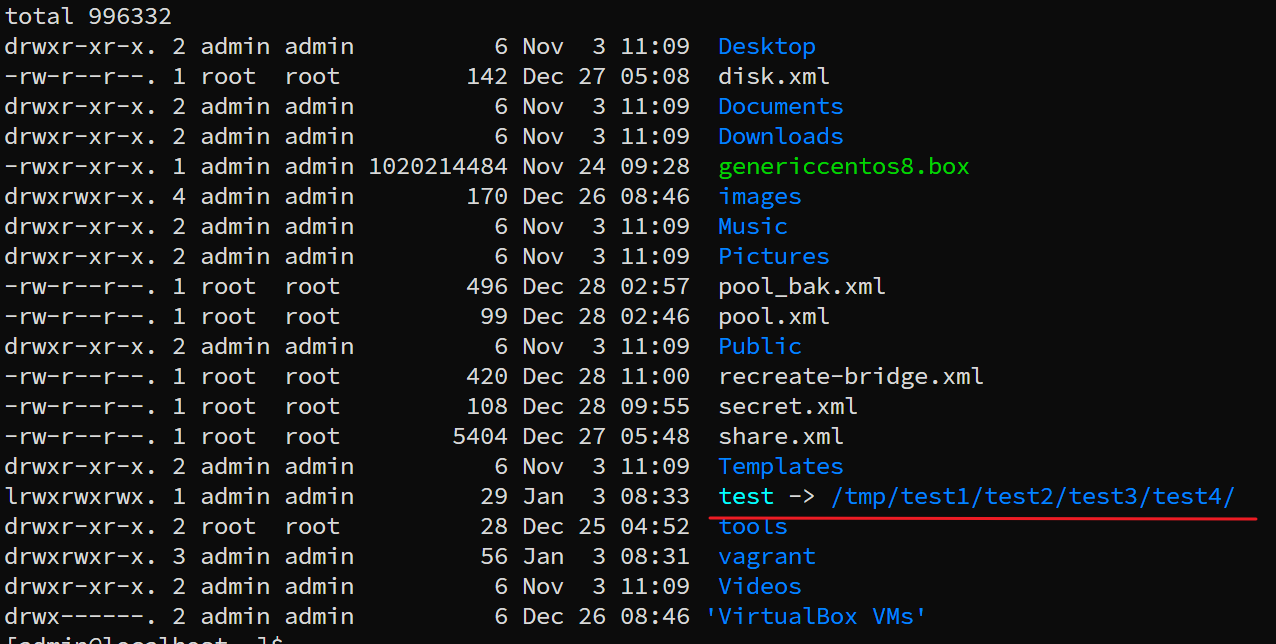 total 996332
drwxr-xr-x. 2 admin admin          6 Nov  3 11:09  Desktop
-rw-r--r--. 1 root  root         142 Dec 27 05:08  disk.xml
drwxr-xr-x. 2 admin admin          6 Nov  3 11:09  Documents
drwxr-xr-x. 2 admin admin          6 Nov  3 11:09  Downloads
-rwxr-xr-x. 1 admin admin 1020214484 Nov 24 09:28  genericcentos8.box
drwxrwxr-x. 4 admin admin        170 Dec 26 08:46  images
drwxr-xr-x. 2 admin admin          6 Nov  3 11:09  Music
drwxr-xr-x. 2 admin admin          6 Nov  3 11:09  Pictures
-rw-r--r--. 1 root  root         496 Dec 28 02:57  pool_bak.xml
-rw-r--r--. 1 root  root          99 Dec 28 02:46  pool.xml
drwxr-xr-x. 2 admin admin          6 Nov  3 11:09  Public
-rw-r--r--. 1 root  root         420 Dec 28 11:00  recreate-bridge.xml
-rw-r--r--. 1 root  root         108 Dec 28 09:55  secret.xml
-rw-r--r--. 1 root  root        5404 Dec 27 05:48  share.xml
drwxr-xr-x. 2 admin admin          6 Nov  3 11:09  Templates
lrwxrwxrwx. 1 admin admin         29 Jan  3 08:33  test -> /tmp/test1/test2/test3/test4/
drwxr-xr-x. 2 root  root          28 Dec 25 04:52  tools
drwxrwxr-x. 3 admin admin         56 Jan  3 08:31  vagrant
drwxr-xr-x. 2 admin admin          6 Nov  3 11:09  Videos
drwx------. 2 admin admin          6 Dec 26 08:46 'VirtualBox VMs'
[admin@localhost ~]$